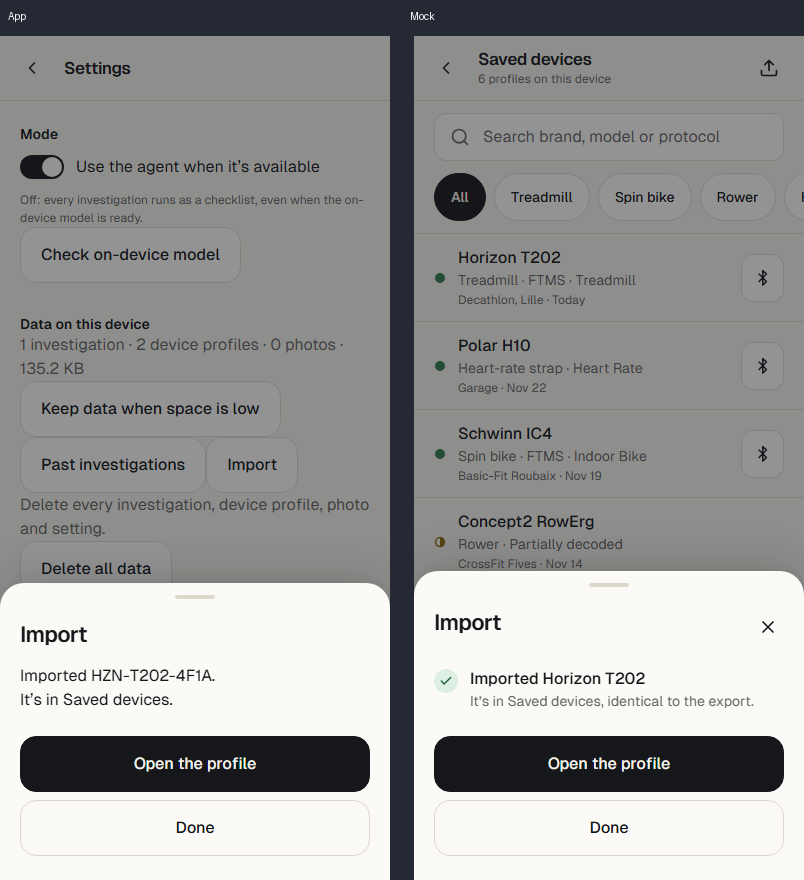 App
Settings
Mode
Use the agent when it’s available
Off: every investigation runs as a checklist, even when the on-
device model is ready.
Check on-device model
Data on this device
1 investigation · 2 device profiles · 0 photos ·
135.2 KB
Keep data when space is low
Past investigations
Import
Delete every investigation, device profile, photo
and setting.
Delete all data
Import
Imported HZN-T202-4F1A.
It’s in Saved devices.
Open the profile
Done
Mock
Saved devices
6 profiles on this device
Search brand, model or protocol
All
Treadmill
Spin bike
Rower
Horizon T202
Treadmill · FTMS · Treadmill
Decathlon, Lille · Today
Polar H10
Heart-rate strap · Heart Rate
Garage · Nov 22
Schwinn IC4
Spin bike · FTMS · Indoor Bike
Basic-Fit Roubaix · Nov 19
Concept2 RowErg
Rower · Partially decoded
CrossFit Fives · Nov 14
Import
Imported Horizon T202
It's in Saved devices, identical to the export.
Open the profile
Done